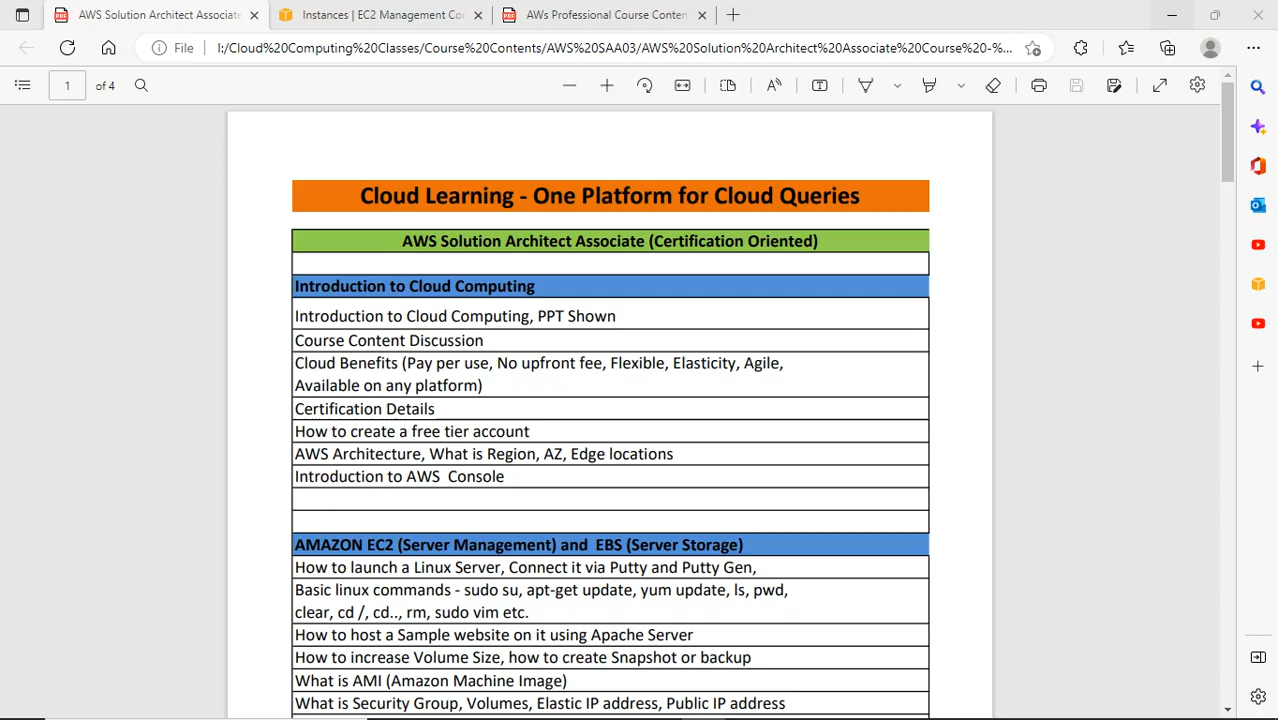 AWS Solution Architect Associate
Instances | EC2 Management Con
AWs Professional Course Conten
File
I:/Cloud%20Computing%20Classes/Course%20Contents/AWS%20SAA03/AWS%20Solution%20Architect%20Associate%20Course%20-%...
1 of 4
Cloud Learning - One Platform for Cloud Queries
AWS Solution Architect Associate (Certification Oriented)
Introduction to Cloud Computing
Introduction to Cloud Computing, PPT Shown
Course Content Discussion
Cloud Benefits (Pay per use, No upfront fee, Flexible, Elasticity, Agile,
Available on any platform)
Certification Details
How to create a free tier account
AWS Architecture, What is Region, AZ, Edge locations
Introduction to AWS  Console
AMAZON EC2 (Server Management) and  EBS (Server Storage)
How to launch a Linux Server, Connect it via Putty and Putty Gen,
Basic linux commands - sudo su, apt-get update, yum update, ls, pwd,
clear, cd /, cd.., rm, sudo vim etc.
How to host a Sample website on it using Apache Server
How to increase Volume Size, how to create Snapshot or backup
What is AMI (Amazon Machine Image)
What is Security Group, Volumes, Elastic IP address, Public IP address